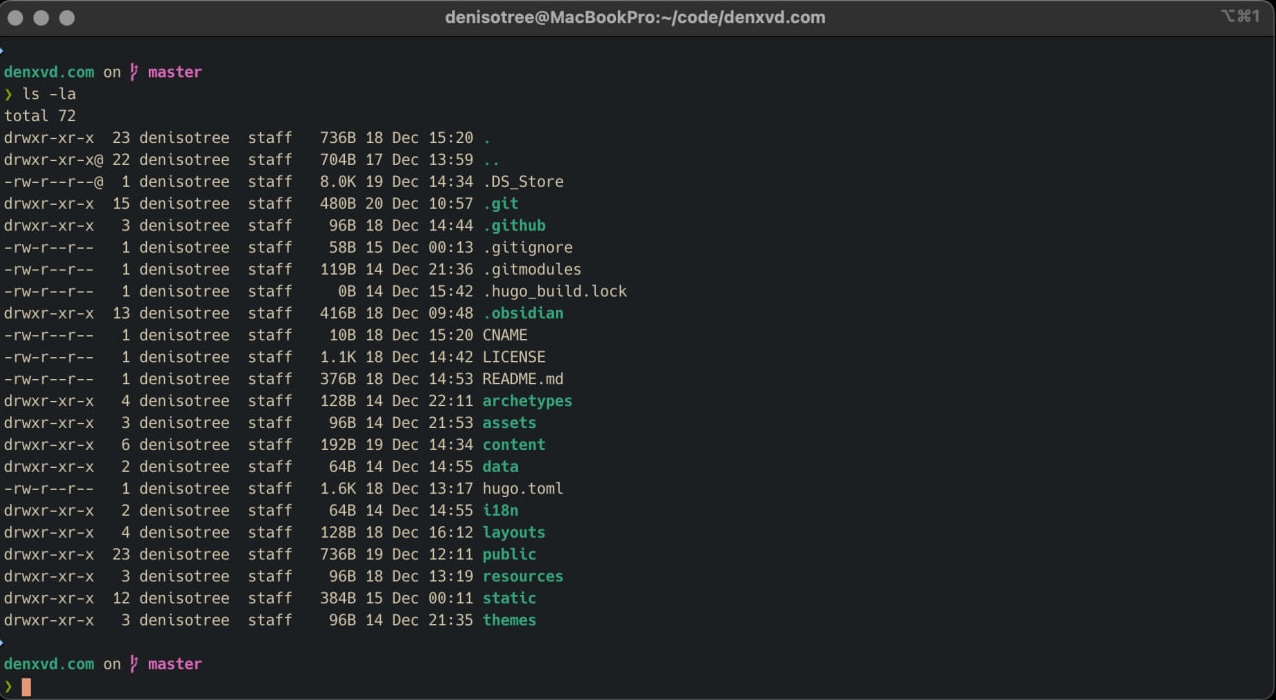 denisotree@MacBookPro:~/code/denxvd.com ⌥⌘1
denxvd.com on master
❯ ls -la
total 72
drwxr-xr-x  23 denisotree  staff   736B 18 Dec 15:20 .
drwxr-xr-x@ 22 denisotree  staff   704B 17 Dec 13:59 ..
-rw-r--r--@  1 denisotree  staff   8.0K 19 Dec 14:34 .DS_Store
drwxr-xr-x  15 denisotree  staff   480B 20 Dec 10:57 .git
drwxr-xr-x   3 denisotree  staff    96B 18 Dec 14:44 .github
-rw-r--r--   1 denisotree  staff    58B 15 Dec 00:13 .gitignore
-rw-r--r--   1 denisotree  staff   119B 14 Dec 21:36 .gitmodules
-rw-r--r--   1 denisotree  staff     0B 14 Dec 15:42 .hugo_build.lock
drwxr-xr-x  13 denisotree  staff   416B 18 Dec 09:48 .obsidian
-rw-r--r--   1 denisotree  staff    10B 18 Dec 15:20 CNAME
-rw-r--r--   1 denisotree  staff   1.1K 18 Dec 14:42 LICENSE
-rw-r--r--   1 denisotree  staff   376B 18 Dec 14:53 README.md
drwxr-xr-x   4 denisotree  staff   128B 14 Dec 22:11 archetypes
drwxr-xr-x   3 denisotree  staff    96B 14 Dec 21:53 assets
drwxr-xr-x   6 denisotree  staff   192B 19 Dec 14:34 content
drwxr-xr-x   2 denisotree  staff    64B 14 Dec 14:55 data
-rw-r--r--   1 denisotree  staff   1.6K 18 Dec 13:17 hugo.toml
drwxr-xr-x   2 denisotree  staff    64B 14 Dec 14:55 i18n
drwxr-xr-x   4 denisotree  staff   128B 18 Dec 16:12 layouts
drwxr-xr-x  23 denisotree  staff   736B 19 Dec 12:11 public
drwxr-xr-x   3 denisotree  staff    96B 18 Dec 13:19 resources
drwxr-xr-x  12 denisotree  staff   384B 15 Dec 00:11 static
drwxr-xr-x   3 denisotree  staff    96B 14 Dec 21:35 themes
denxvd.com on master
❯